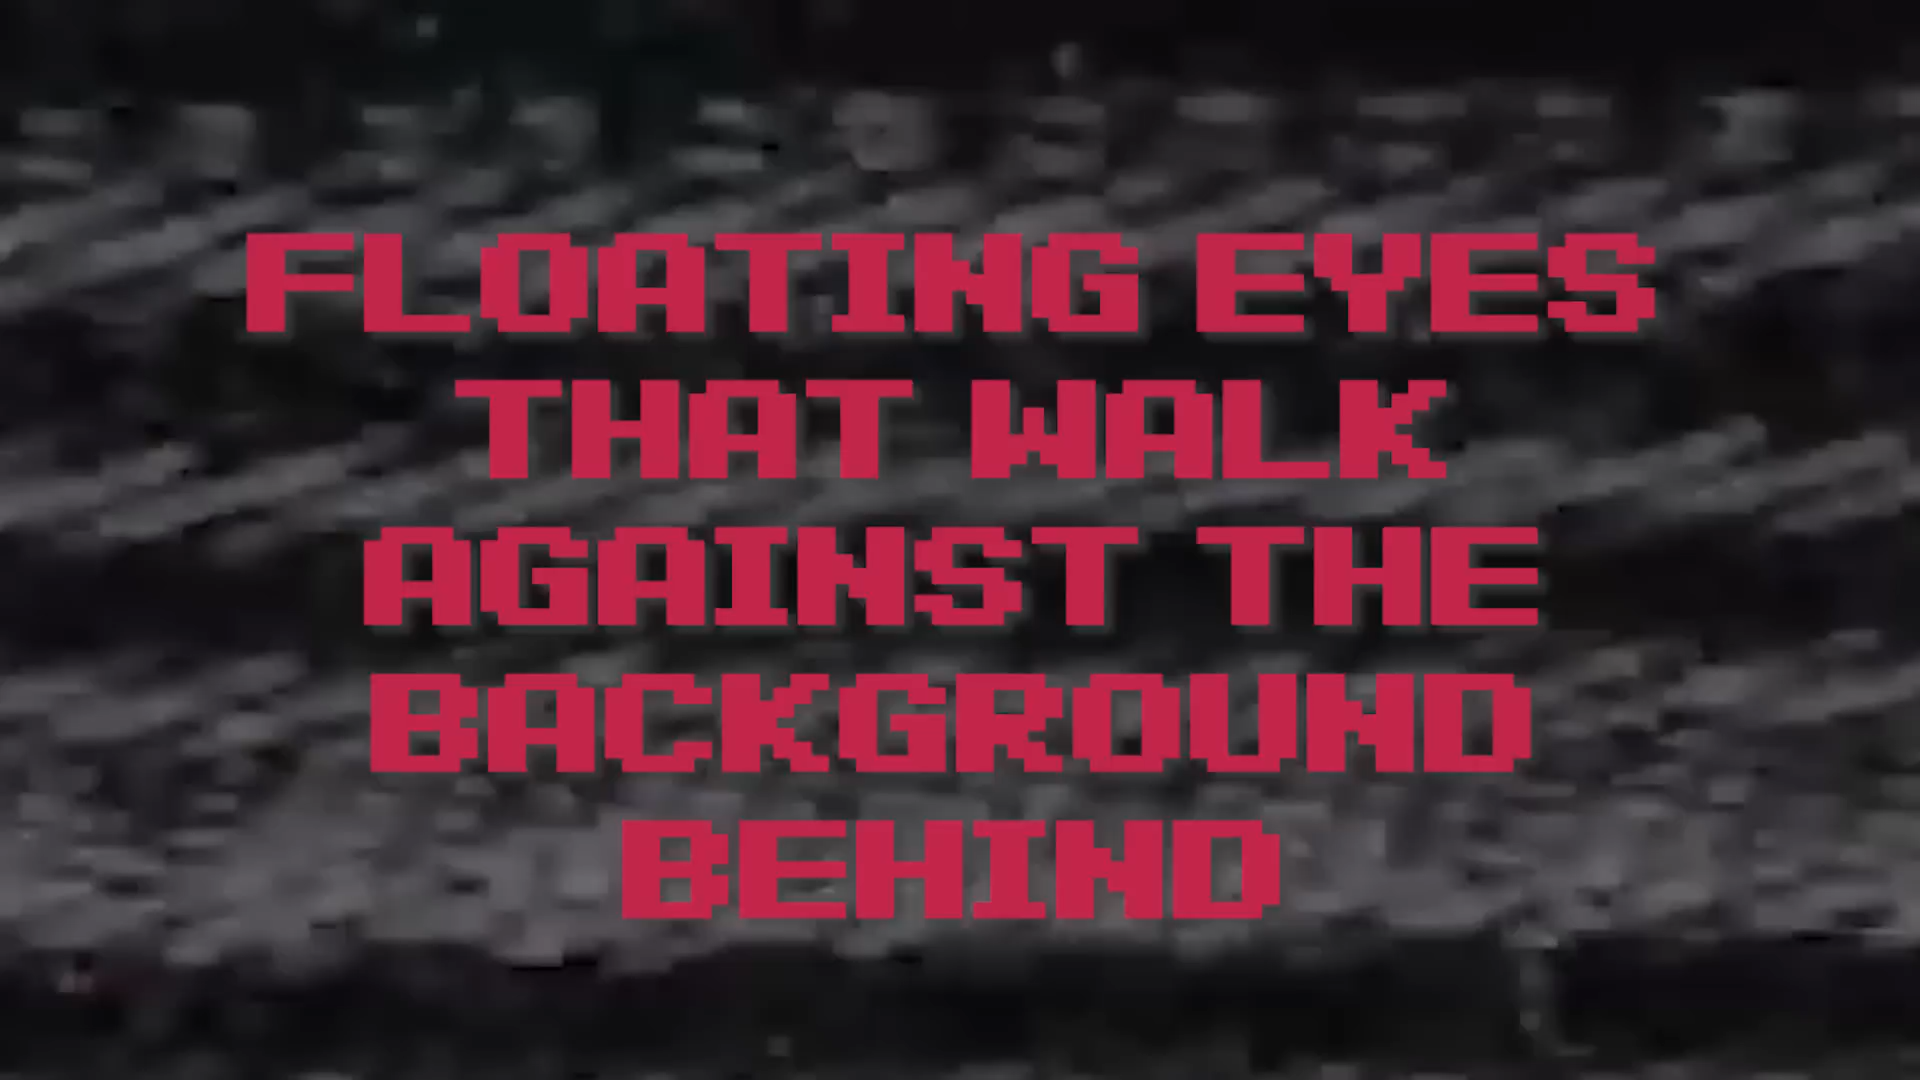 FLOATING EYES
THAT WALK
AGAINST THE
BACKGROUND
BEHIND